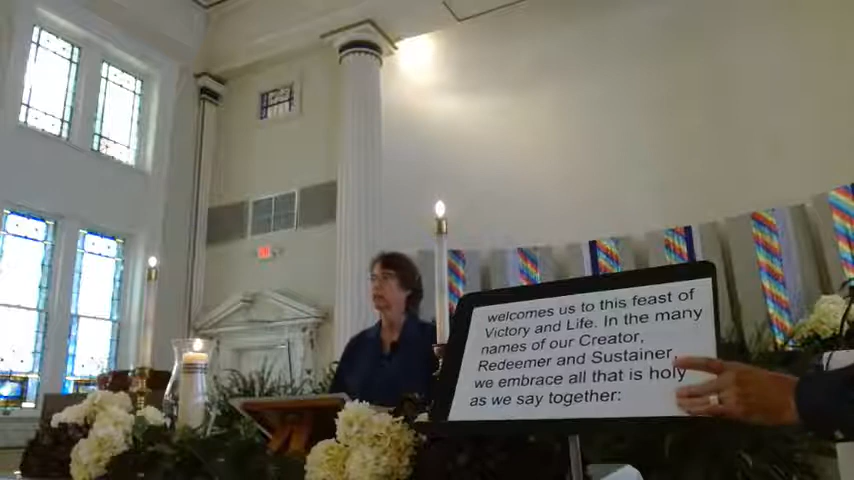 EXIT
welcomes us to this feast of
Victory and Life. In the many
names of our Creator,
Redeemer and Sustainer
we embrace all that is holy
as we say together: